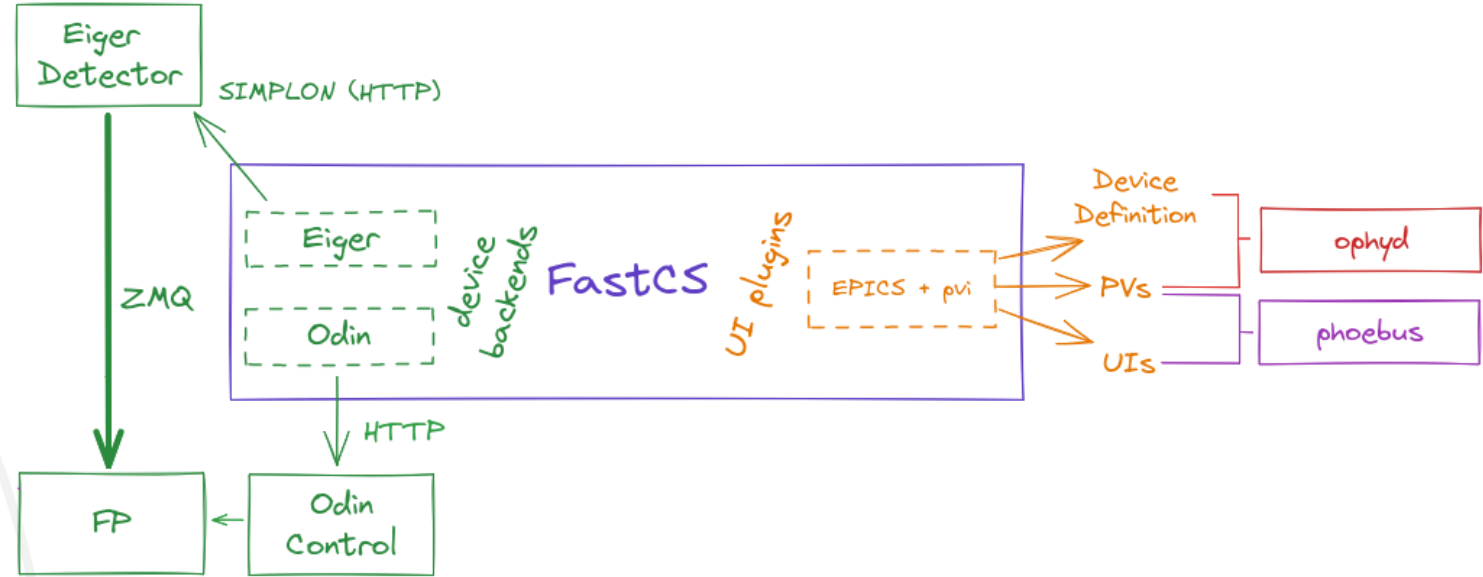 Eiger
Detector
SIMPLON (HTTP)
ZMQ
Eiger
Odin
device
backends
FastCS
UI plugins
EPICS + pvi
Device
Definition
PVs
UIs
ophyd
phoebus
HTTP
FP
Odin
Control